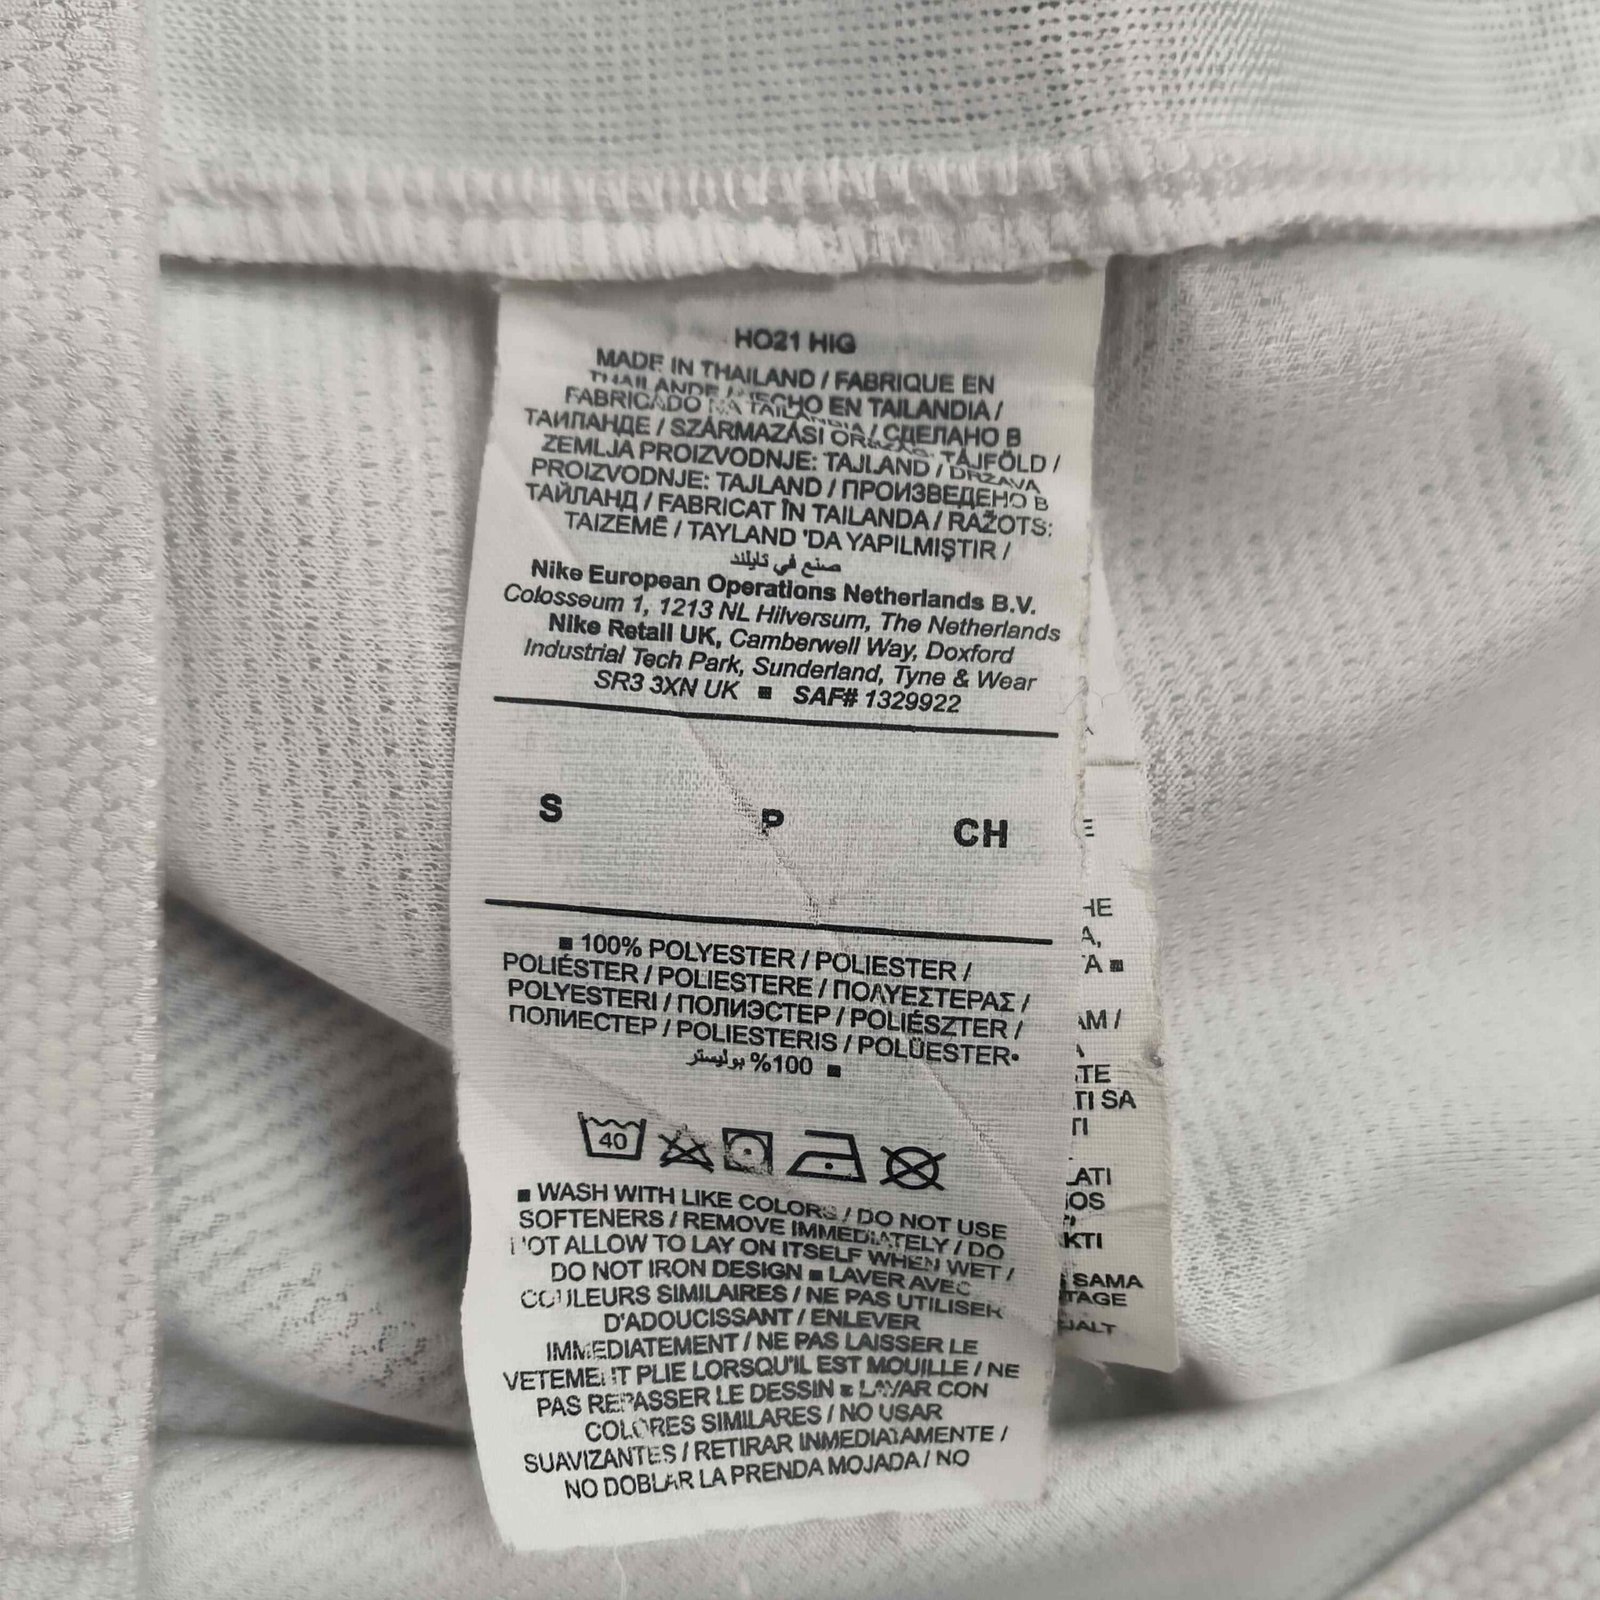 HO21 HIG
MADE IN THAILAND / FABRIQUE EN
THAILANDE / HECHO EN TAILANDIA /
FABRICADO NA TAILÂNDIA / СДЕЛАНО В
ТАИЛАНДЕ / SZÁRMAZÁSI ORSZÁG: TÁJFÖLD /
ZEMLJA PROIZVODNJE: TAJLAND / DRŽAVA
PROIZVODNJE: TAJLAND / ПРОИЗВЕДЕНО В
ТАЙЛАНД / FABRICAT ÎN TAILANDA / RAŽOTS:
TAIZEMĒ / TAYLAND 'DA YAPILMIŞTIR /
صنع في تايلند
Nike European Operations Netherlands B.V.
Colosseum 1, 1213 NL Hilversum, The Netherlands
Nike Retail UK, Camberwell Way, Doxford
Industrial Tech Park, Sunderland, Tyne & Wear
SR3 3XN UK ■ SAF# 1329922
S P CH
■ 100% POLYESTER / POLIESTER /
POLIÉSTER / POLIESTERE / ΠΟΛΥΕΣΤΕΡΑΣ /
POLYESTERI / ПОЛИЭСТЕР / POLIÉSZTER /
ПОЛИЕСТЕР / POLIESTERIS / POLÜESTER•
%100 بوليستر ■
40
■ WASH WITH LIKE COLORS / DO NOT USE
SOFTENERS / REMOVE IMMEDIATELY / DO
NOT ALLOW TO LAY ON ITSELF WHEN WET /
DO NOT IRON DESIGN ■ LAVER AVEC
COULEURS SIMILAIRES / NE PAS UTILISER
D'ADOUCISSANT / ENLEVER
IMMEDIATEMENT / NE PAS LAISSER LE
VETEMENT PLIE LORSQU'IL EST MOUILLE / NE
PAS REPASSER LE DESSIN ■ LAVAR CON
COLORES SIMILARES / NO USAR
SUAVIZANTES / RETIRAR INMEDIATAMENTE /
NO DOBLAR LA PRENDA MOJADA / NO
SAMA